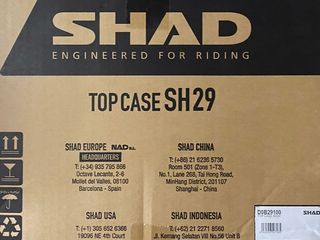 SHAD
ENGINEERED FOR RIDING
TOP CASE SH29
SHAD EUROPE NAD S.L.
HEADQUARTERS
T: (+34) 935 795 866
Octave Lecante, 2-6
Mollet del Valles, 08100
Barcelona - Spain
SHAD CHINA
T: (+86) 21 6236 5730
Room 501 (Zone 1-T3),
No.1, Lane 268, Tai Hong Road,
MinHang District, 201107
Shanghai - China
SHAD USA
T: (+1) 305 652 6366
19096 NE 4th Court
SHAD INDONESIA
T: (+62) 21 2271 8560
Jl. Kemang Selatan VIII No.56 Unit B
D0B29100